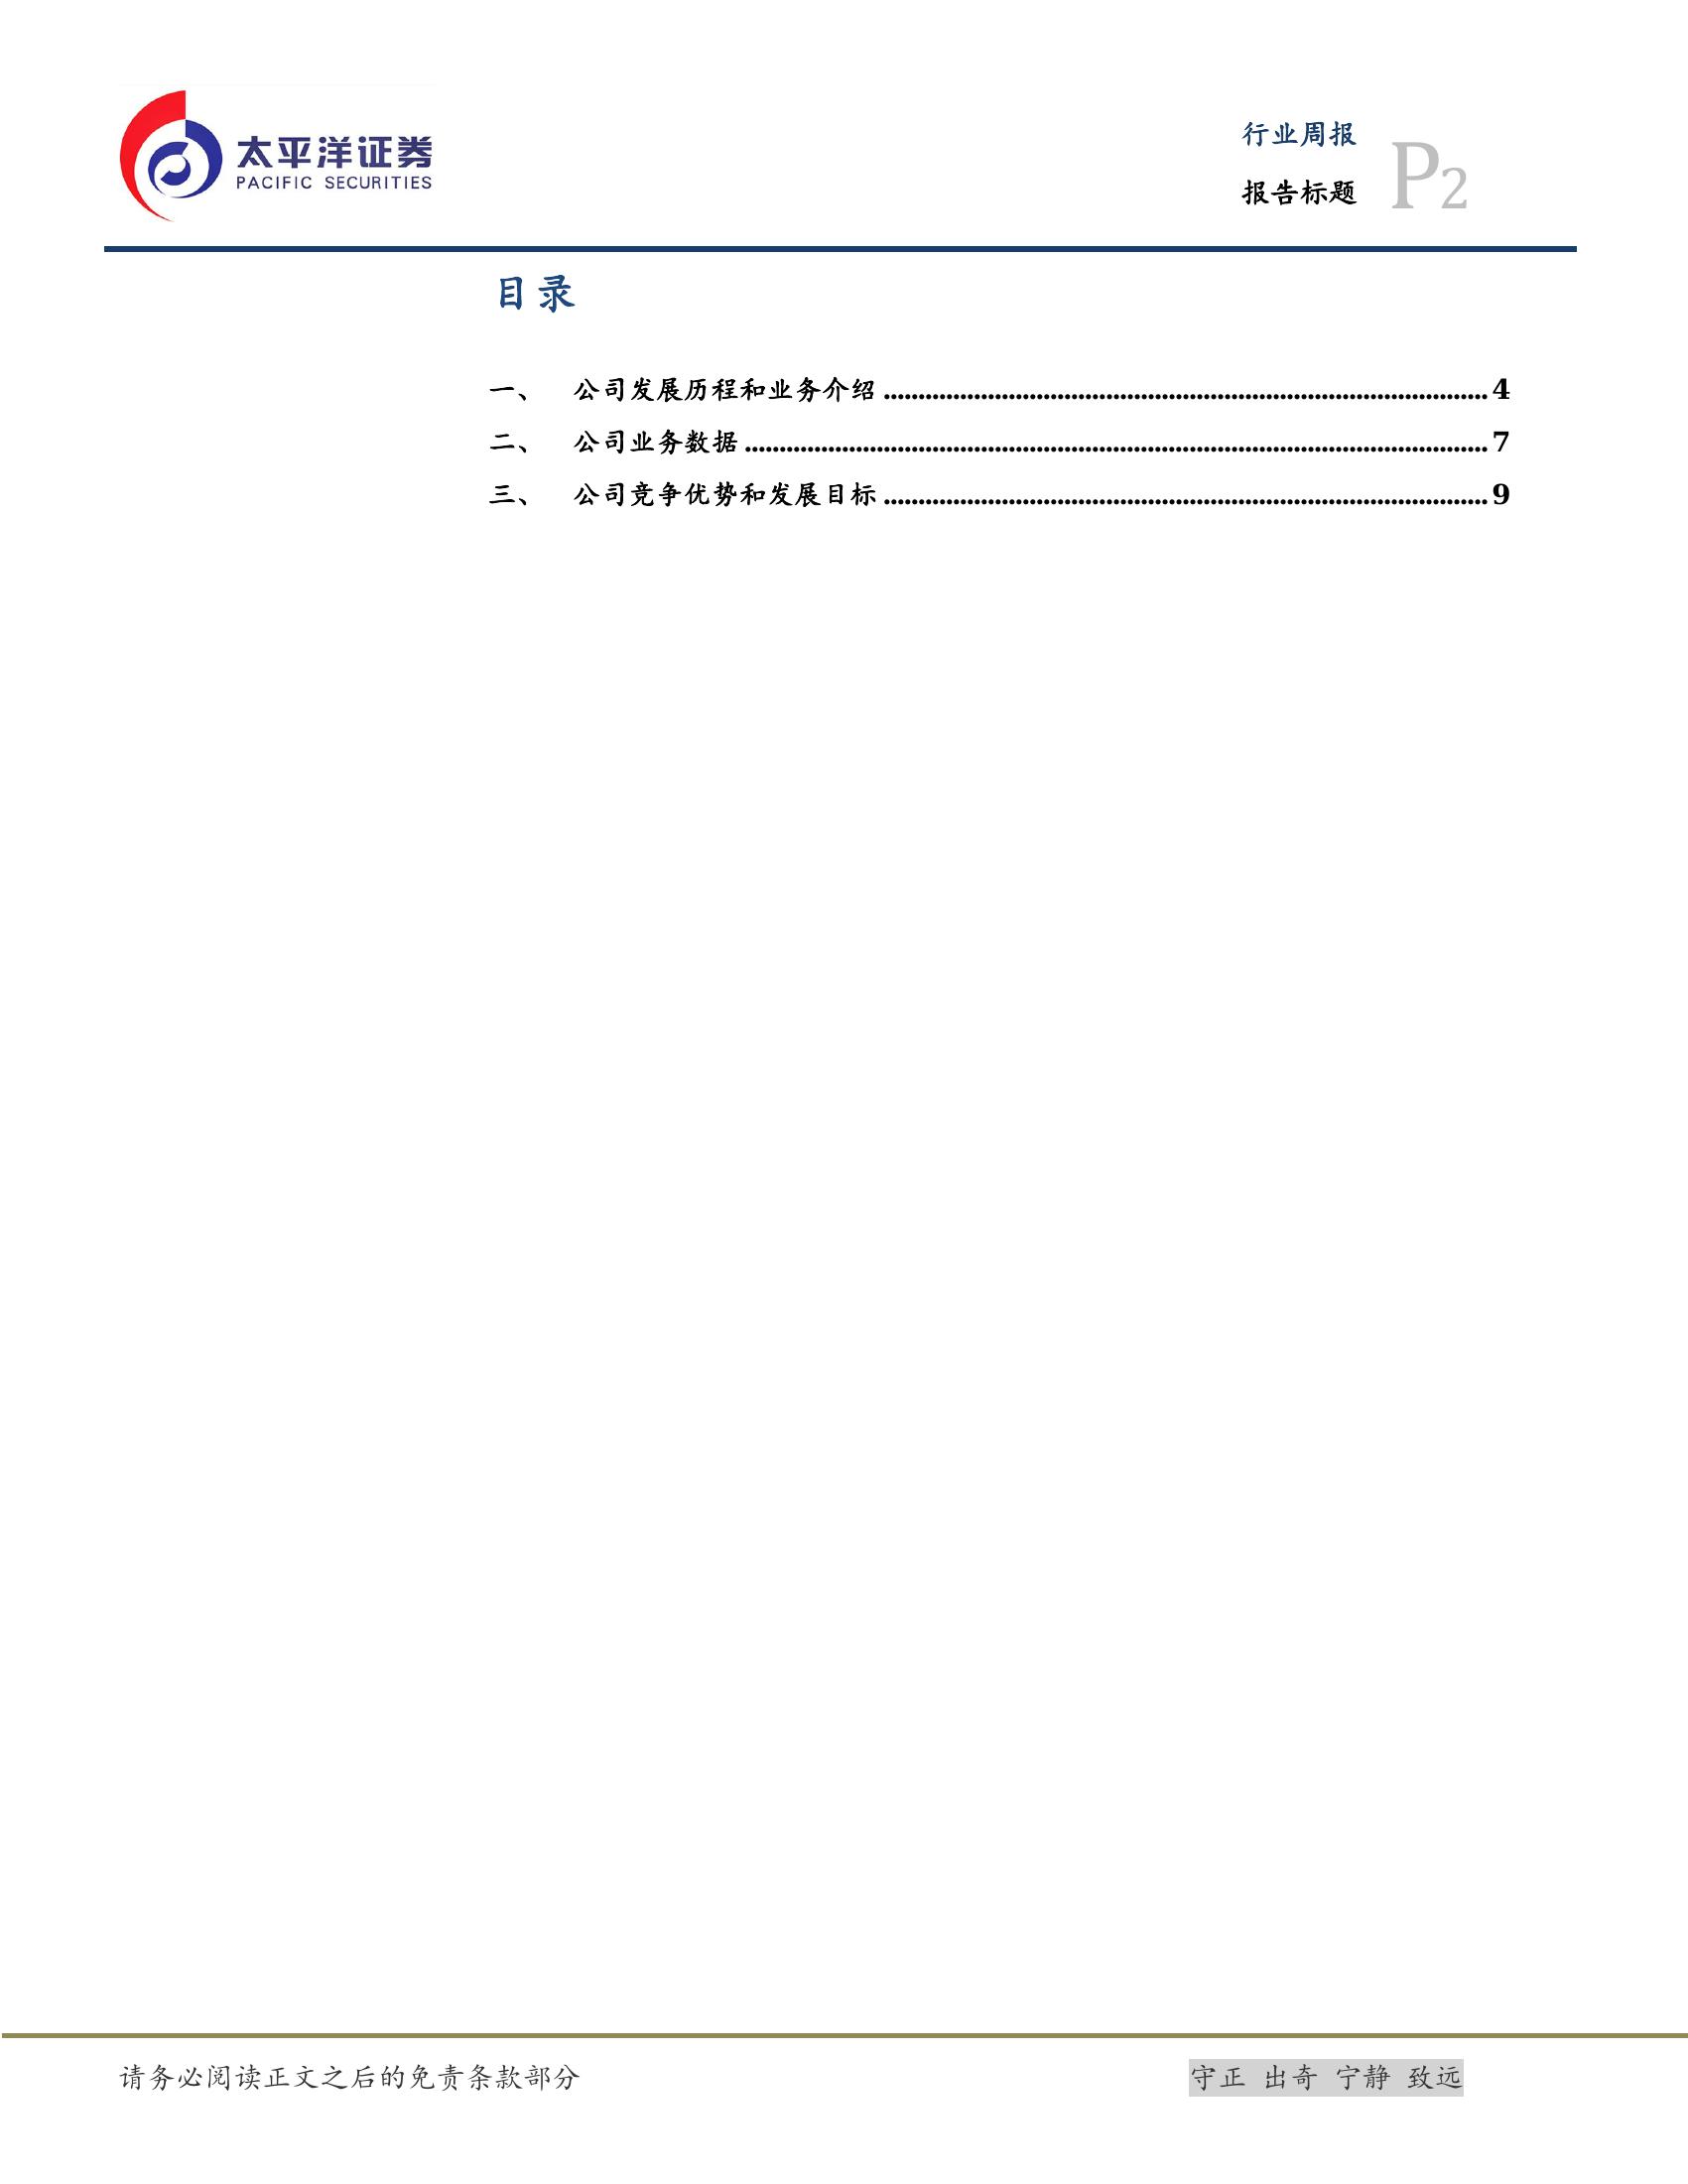 太平洋证券
PACIFIC SECURITIES
行业周报
报告标题
P2
目录
一、 公司发展历程和业务介绍 ........................................ 4
二、 公司业务数据 ........................................ 7
三、 公司竞争优势和发展目标 ........................................ 9
请务必阅读正文之后的免责条款部分
守正 出奇 宁静 致远